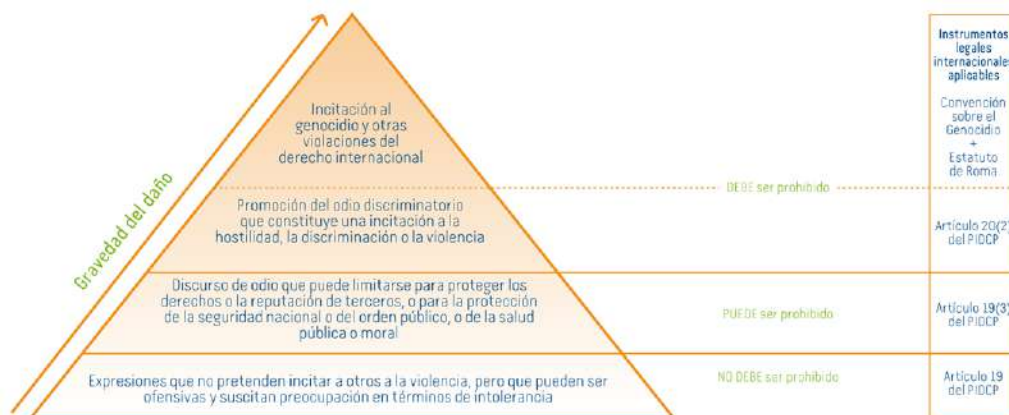 Instrumentos
legales
internacionales
aplicables
Incitación al
genocidio y otras
violaciones del
derecho internacional
Convención
sobre el
Genocidio
+
Estatuto
de Roma
DEBE ser prohibido
Promoción del odio discriminatorio
que constituye una incitación a la
hostilidad, la discriminación o la violencia
Artículo 20(2)
del PIDCP
Gravedad del daño
Discurso de odio que puede limitarse para proteger los
derechos o la reputación de terceros, o para la protección
de la seguridad nacional o del orden público, o de la salud
pública o moral
PUEDE ser prohibido
Artículo 19(3)
del PIDCP
Expresiones que no pretenden incitar a otros a la violencia, pero que pueden ser
ofensivas y suscitan preocupación en términos de intolerancia
NO DEBE ser prohibido
Artículo 19
del PIDCP